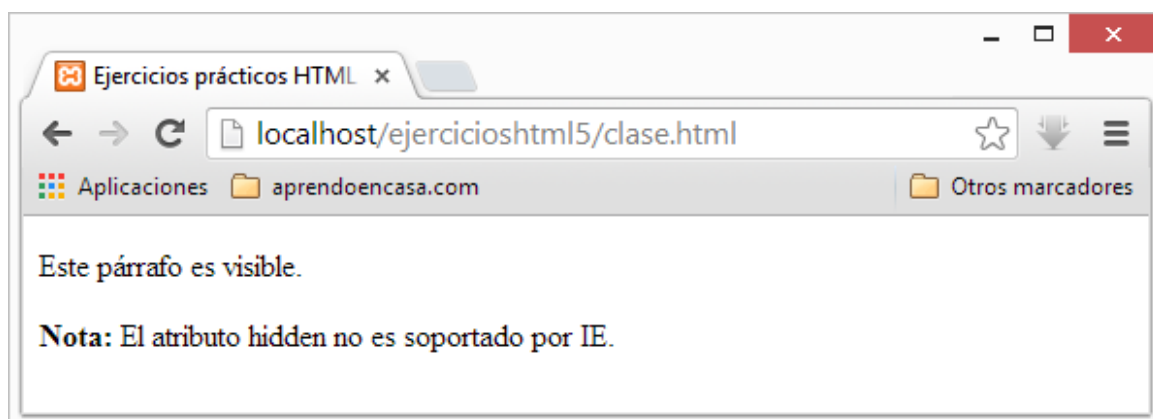 Ejercicios prácticos HTML
localhost/ejercicioshtml5/clase.html
Aplicaciones aprendoencasa.com Otros marcadores
Este párrafo es visible.
Nota: El atributo hidden no es soportado por IE.